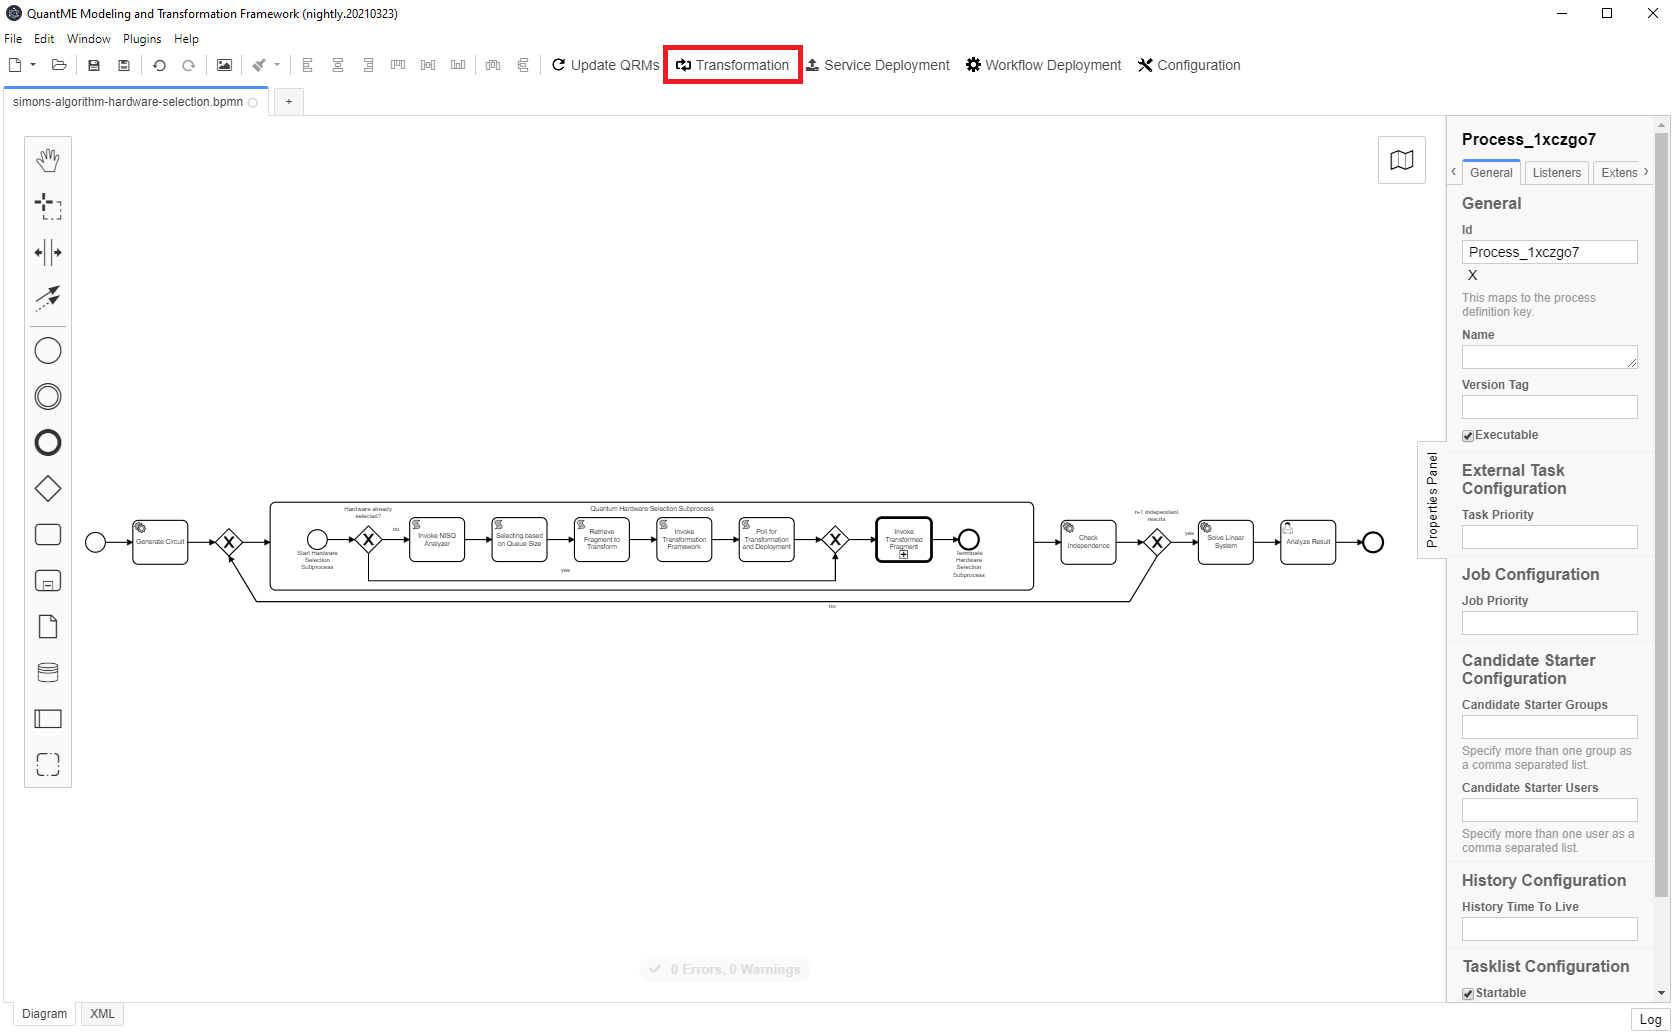 QuantME Modeling and Transformation Framework (nightly.20210323)
File Edit Window Plugins Help
Update QRMs Transformation Service Deployment Workflow Deployment Configuration
simons-algorithm-hardware-selection.bpmn
+
Process_1xczgo7
General Listeners Extens
General
Id
Process_1xczgo7
X
This maps to the process
definition key.
Name
Version Tag
Executable
External Task
Configuration
Task Priority
Job Configuration
Job Priority
Candidate Starter
Configuration
Candidate Starter Groups
Specify more than one group as
a comma separated list.
Candidate Starter Users
Specify more than one user as a
comma separated list.
History Configuration
History Time To Live
Tasklist Configuration
Startable
Properties Panel
Generate Circuit
Quantum Hardware Selection Subprocess
Start Hardware
Selection
Subprocess
Hardware already
selected?
no
yes
Invoke NISQ
Analyzer
Selecting based
on Queue Size
Retrieve
Fragment to
Transform
Invoke
Transformation
Framework
Poll for
Transformation
and Deployment
Invoke
Transformed
Fragment
Terminate
Hardware
Selection
Subprocess
Check
Independence
n-1 independent
results
yes
no
Solve Linear
System
Analyze Result
0 Errors, 0 Warnings
Diagram XML
Log